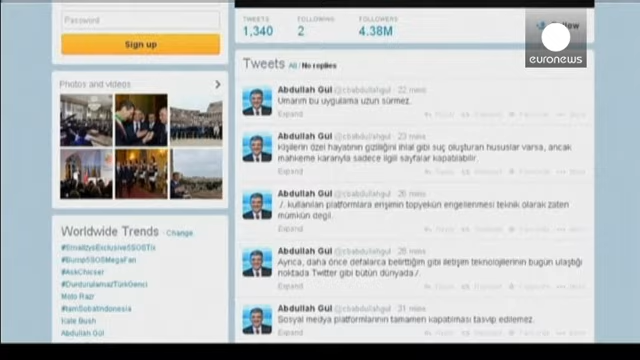 Password
TWEETS FOLLOWING FOLLOWERS
1,340 2 4.38M
Sign up
euronews
Tweets All / No replies
Photos and videos
Abdullah Gül @cbabdullahgul 22 mins
Umarım bu uygulama uzun sürmez.
Expand
Abdullah Gül @cbabdullahgul 23 mins
Kişilerin özel hayatının gizliliğini ihlal gibi suç oluşturan hususlar varsa, ancak
mahkeme kararıyla sadece ilgili sayfalar kapatılabilir.
Expand
Abdullah Gül @cbabdullahgul 26 mins
./. kullanılan platformlara erişimin topyekün engellenmesi teknik olarak zaten
mümkün değil.
Expand
Abdullah Gül @cbabdullahgul 28 mins
Ayrıca, daha önce defalarca belirttiğim gibi iletişim teknolojilerinin bugün ulaştığı
noktada Twitter gibi bütün dünyada./.
Expand
Abdullah Gül @cbabdullahgul 31 mins
Sosyal medya platformlarının tamamen kapatılması tasvip edilemez.
Expand
Worldwide Trends · Change
#EmailzvsExclusive5SOSTix
#Bump5SOSMegaFan
#AskChicser
#DurdurulamazTürkGenci
Moto Racr
#IamSobatIndonesia
Kate Bush
Abdullah Gül